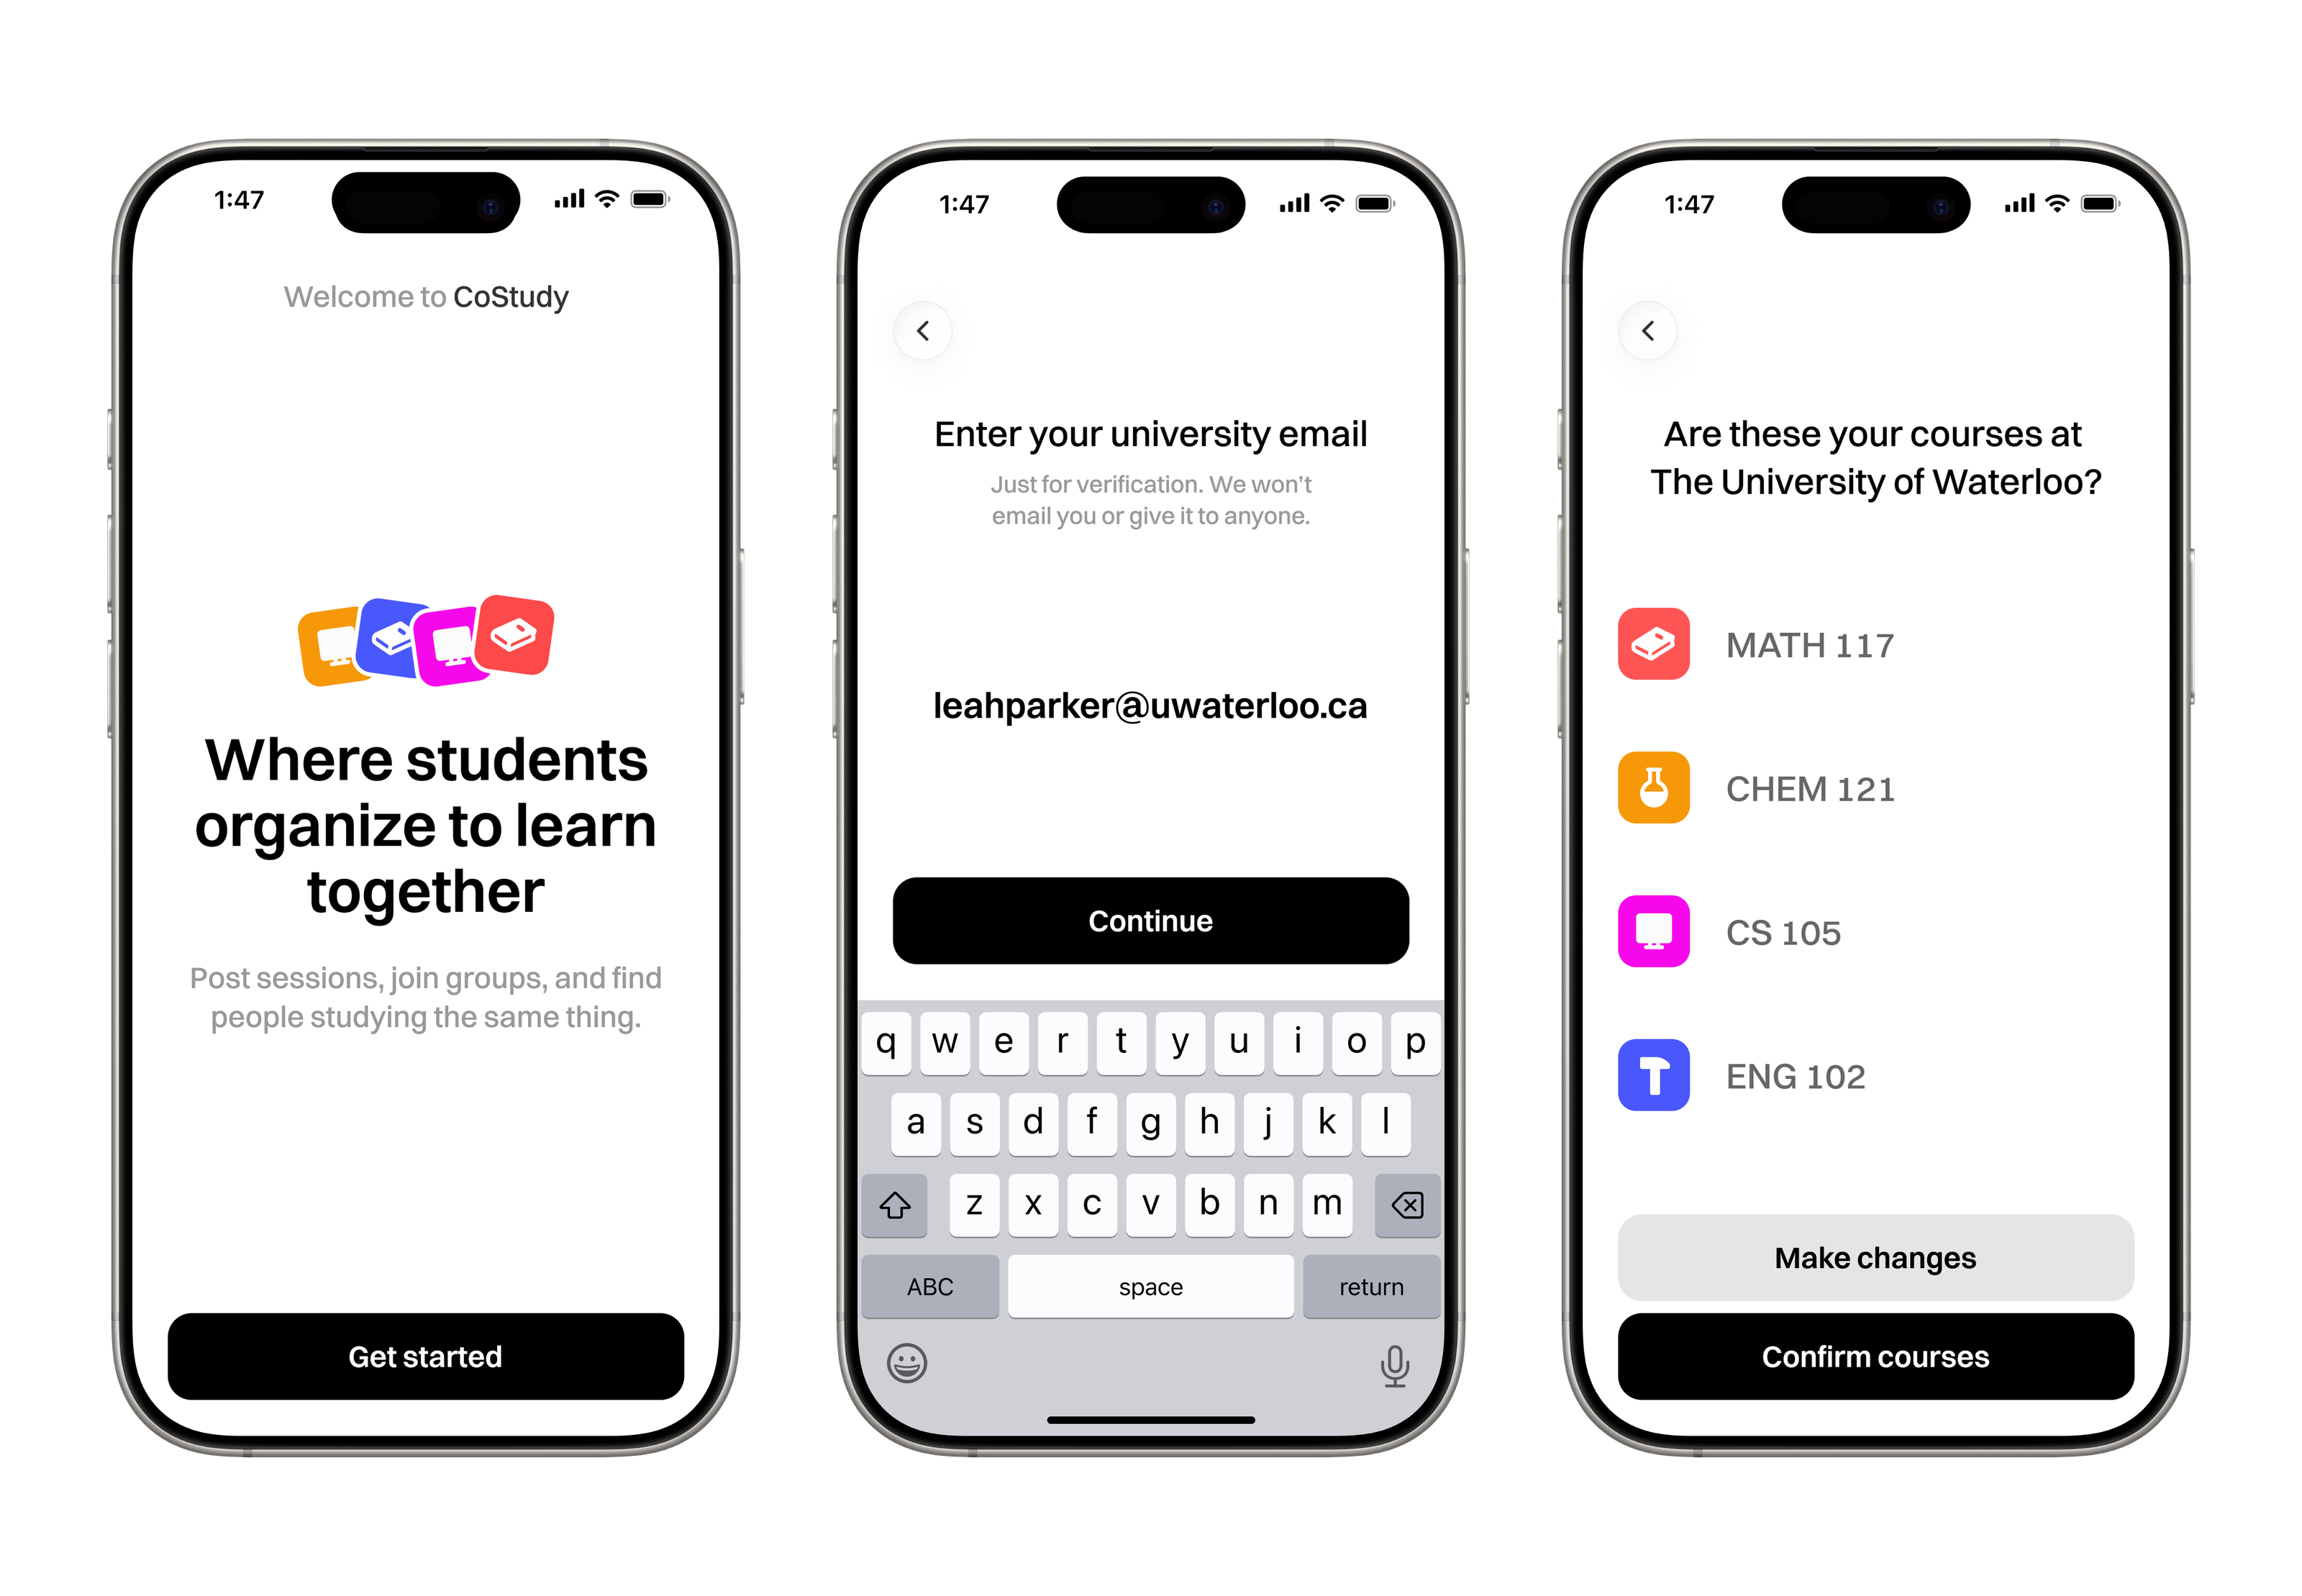 1:47
Welcome to CoStudy
Where students
organize to learn
together
Post sessions, join groups, and find
people studying the same thing.
Get started
1:47
Enter your university email
Just for verification. We won’t
email you or give it to anyone.
leahparker@uwaterloo.ca
Continue
q w e r t y u i o p
a s d f g h j k l
z x c v b n m
ABC space return
1:47
Are these your courses at
The University of Waterloo?
MATH 117
CHEM 121
CS 105
ENG 102
Make changes
Confirm courses